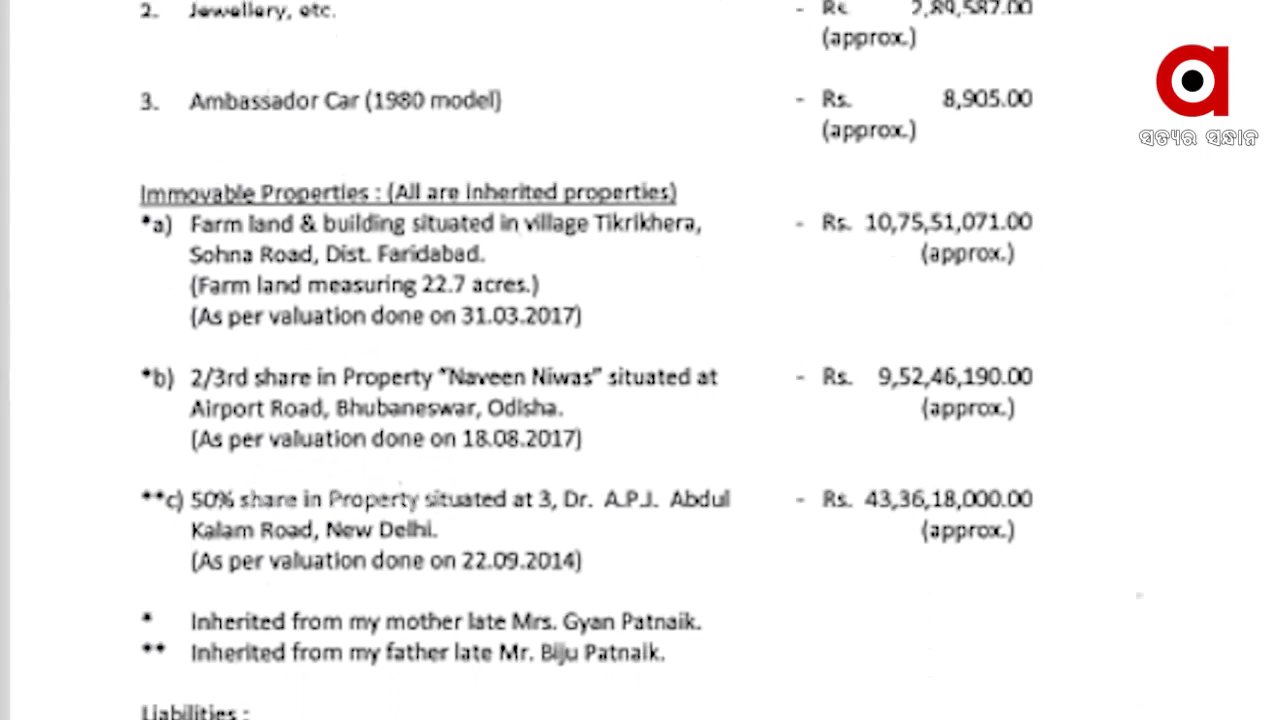 2. Jewellery, etc. - Rs. 2,89,587.00
(approx.)
3. Ambassador Car (1980 model) - Rs. 8,905.00
(approx.)
Immovable Properties : (All are inherited properties)
*a) Farm land & building situated in village Tikrikhera, - Rs. 10,75,51,071.00
Sohna Road, Dist. Faridabad. (approx.)
(Farm land measuring 22.7 acres.)
(As per valuation done on 31.03.2017)
*b) 2/3rd share in Property "Naveen Niwas" situated at - Rs. 9,52,46,190.00
Airport Road, Bhubaneswar, Odisha. (approx.)
(As per valuation done on 18.08.2017)
**c) 50% share in Property situated at 3, Dr. A.P.J. Abdul - Rs. 43,36,18,000.00
Kalam Road, New Delhi. (approx.)
(As per valuation done on 22.09.2014)
* Inherited from my mother late Mrs. Gyan Patnaik.
** Inherited from my father late Mr. Biju Patnaik.
Liabilities :
a
ସତ୍ୟର ସନ୍ଧାନ